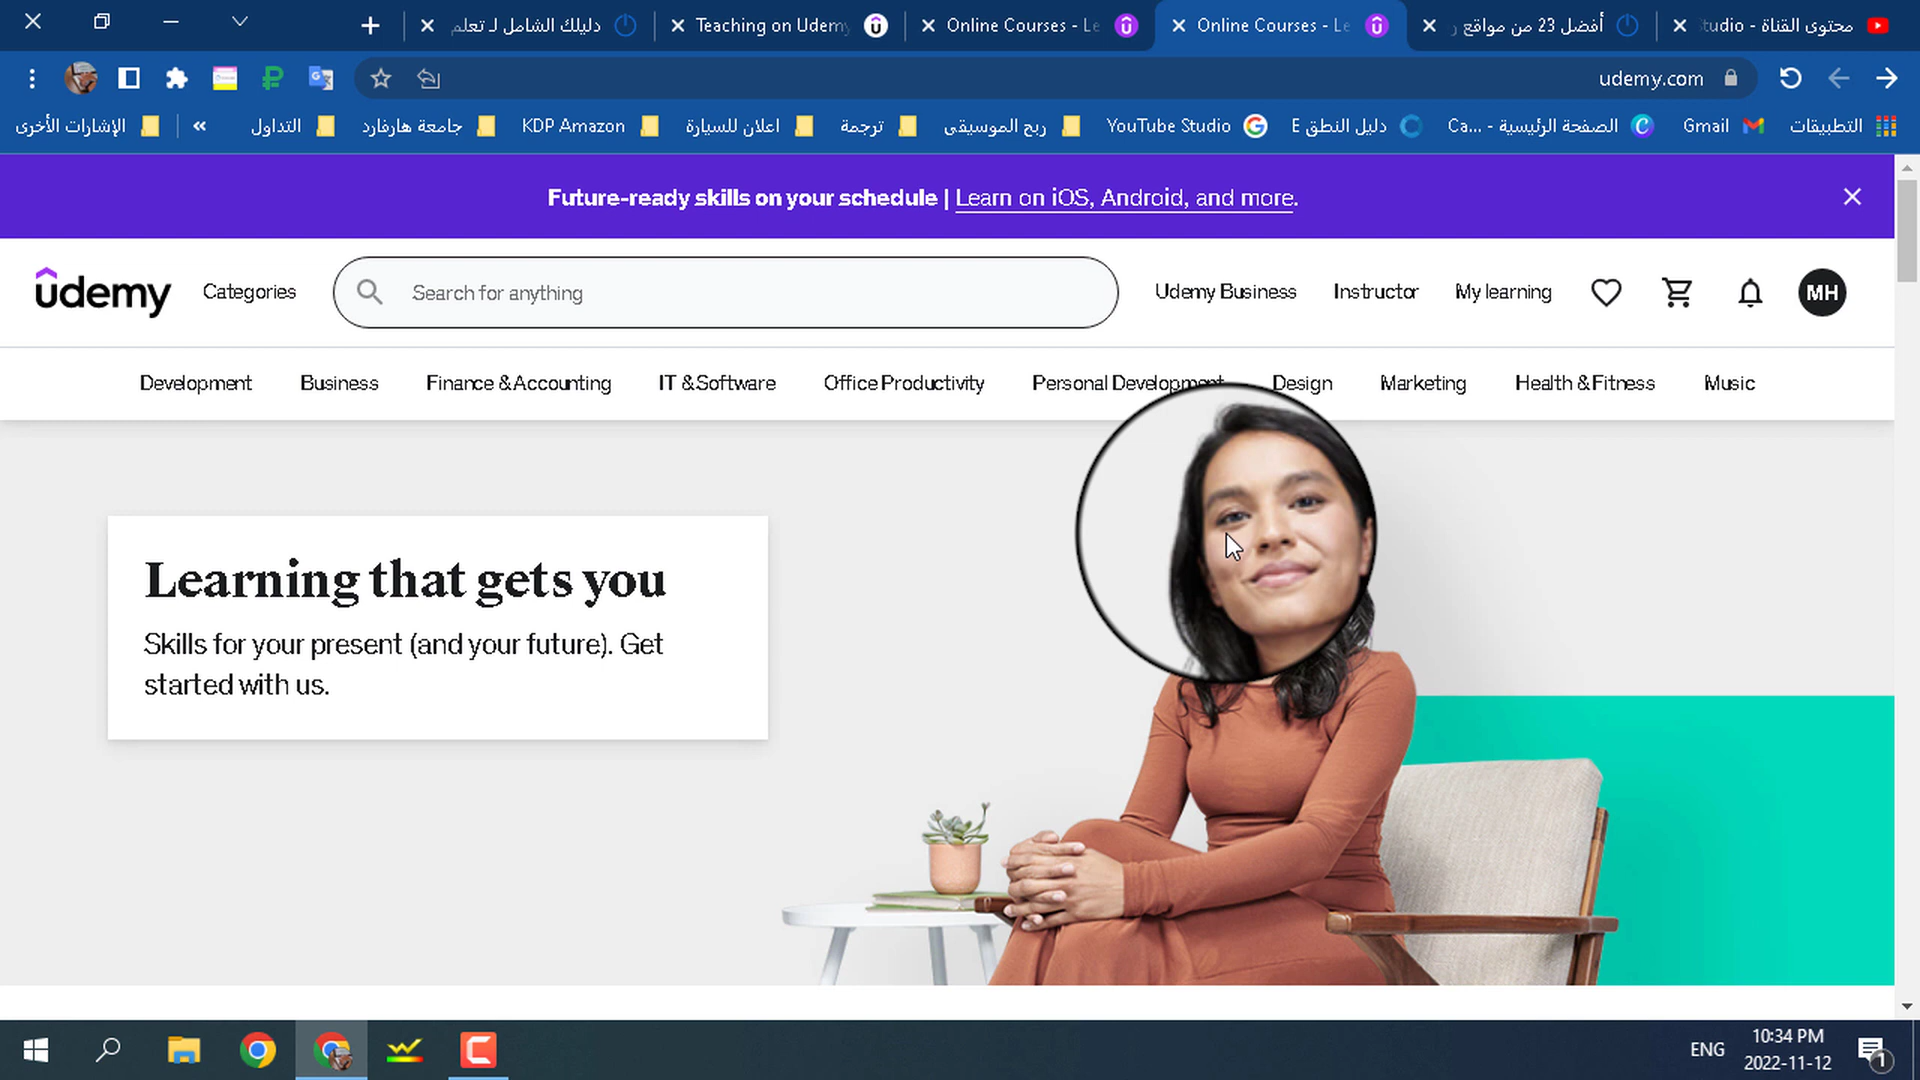 دليلك الشامل لـ تعلم
Teaching on Udemy
Online Courses - Le
Online Courses - Le
أفضل 23 من مواقع
محتوى القناة - Studio
udemy.com
الإشارات الأخرى
«
التداول
جامعة هارفارد
KDP Amazon
اعلان للسيارة
ترجمة
ربح الموسيقى
YouTube Studio
دليل النطق E
الصفحة الرئيسية - Ca...
Gmail
التطبيقات
Future-ready skills on your schedule | Learn on iOS, Android, and more.
udemy
Categories
Search for anything
Udemy Business
Instructor
My learning
MH
Development
Business
Finance & Accounting
IT & Software
Office Productivity
Personal Development
Design
Marketing
Health & Fitness
Music
Learning that gets you
Skills for your present (and your future). Get
started with us.
ENG
10:34 PM
2022-11-12
1